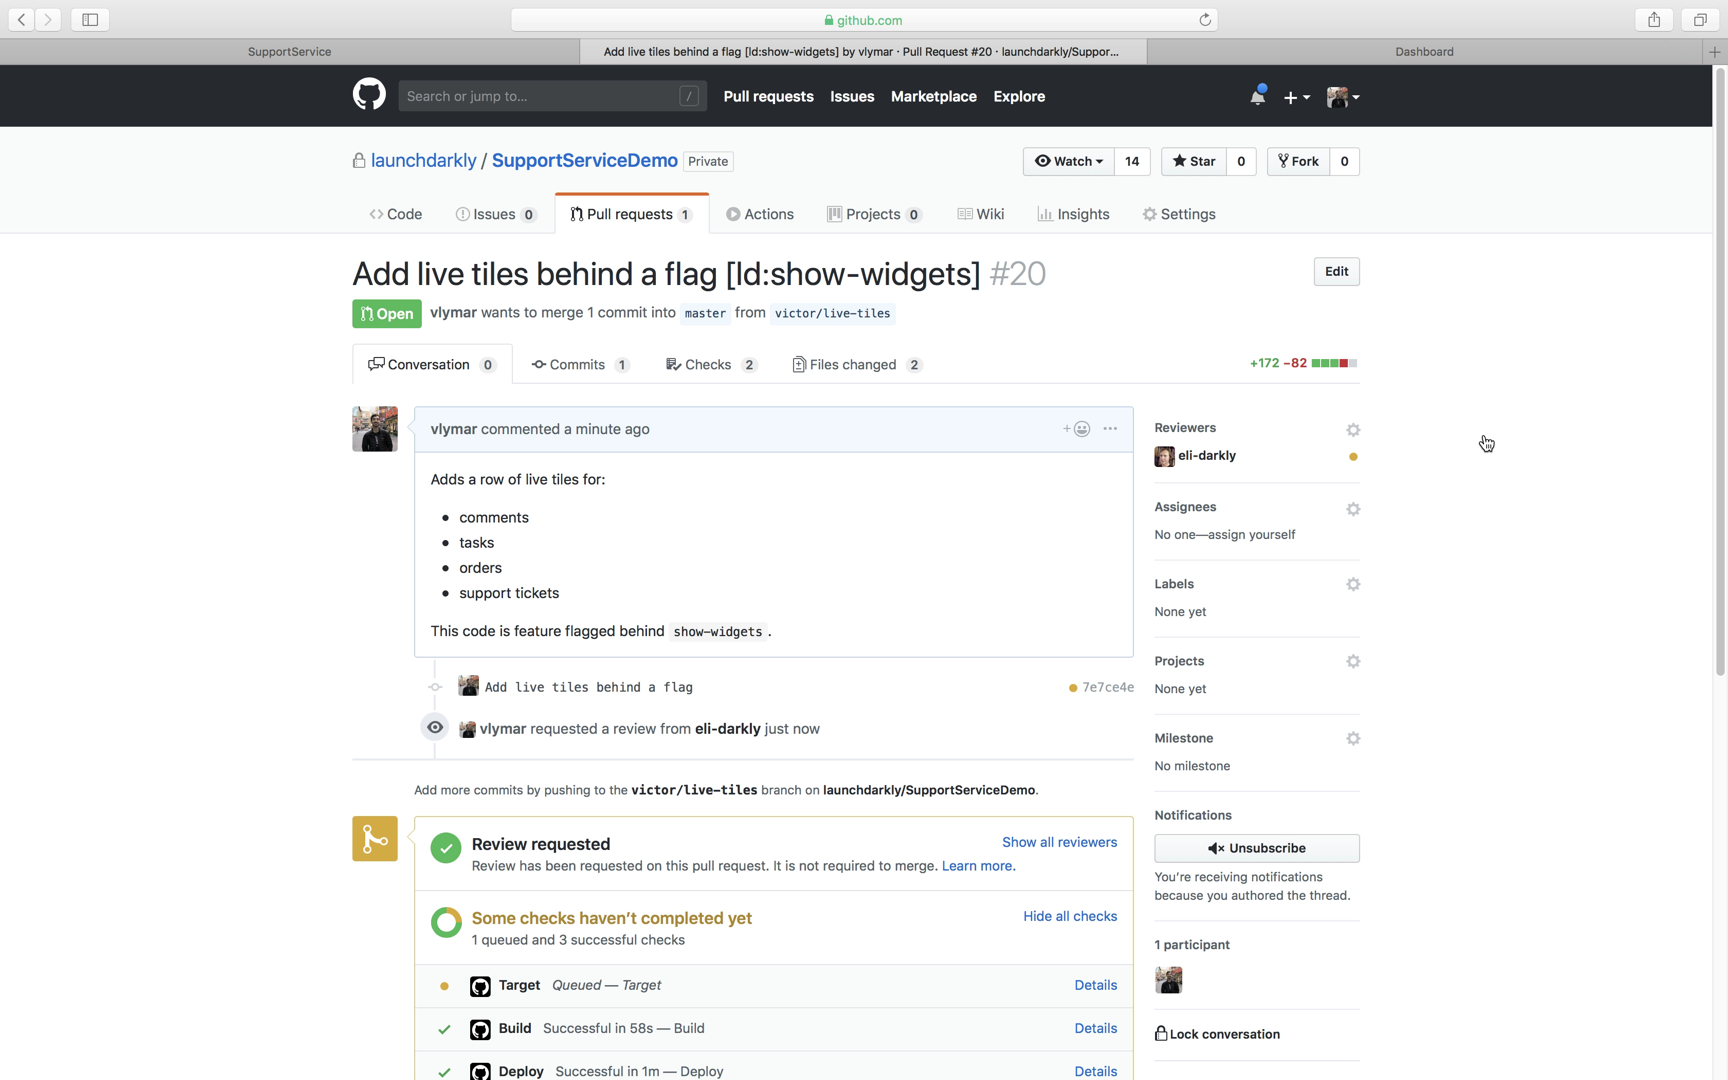 github.com
SupportService
Add live tiles behind a flag [ld:show-widgets] by vlymar · Pull Request #20 · launchdarkly/Suppor...
Dashboard
Search or jump to...
/
Pull requests
Issues
Marketplace
Explore
launchdarkly / SupportServiceDemo Private
Watch 14
Star 0
Fork 0
Code
Issues 0
Pull requests 1
Actions
Projects 0
Wiki
Insights
Settings
Add live tiles behind a flag [ld:show-widgets] #20
Edit
Open vlymar wants to merge 1 commit into master from victor/live-tiles
Conversation 0
Commits 1
Checks 2
Files changed 2
+172 −82
vlymar commented a minute ago
Adds a row of live tiles for:
• comments
• tasks
• orders
• support tickets
This code is feature flagged behind show-widgets .
Add live tiles behind a flag 7e7ce4e
vlymar requested a review from eli-darkly just now
Add more commits by pushing to the victor/live-tiles branch on launchdarkly/SupportServiceDemo.
Review requested
Show all reviewers
Review has been requested on this pull request. It is not required to merge. Learn more.
Some checks haven't completed yet
Hide all checks
1 queued and 3 successful checks
Target Queued — Target Details
Build Successful in 58s — Build Details
Deploy Successful in 1m — Deploy Details
Reviewers
eli-darkly
Assignees
No one—assign yourself
Labels
None yet
Projects
None yet
Milestone
No milestone
Notifications
Unsubscribe
You're receiving notifications
because you authored the thread.
1 participant
Lock conversation